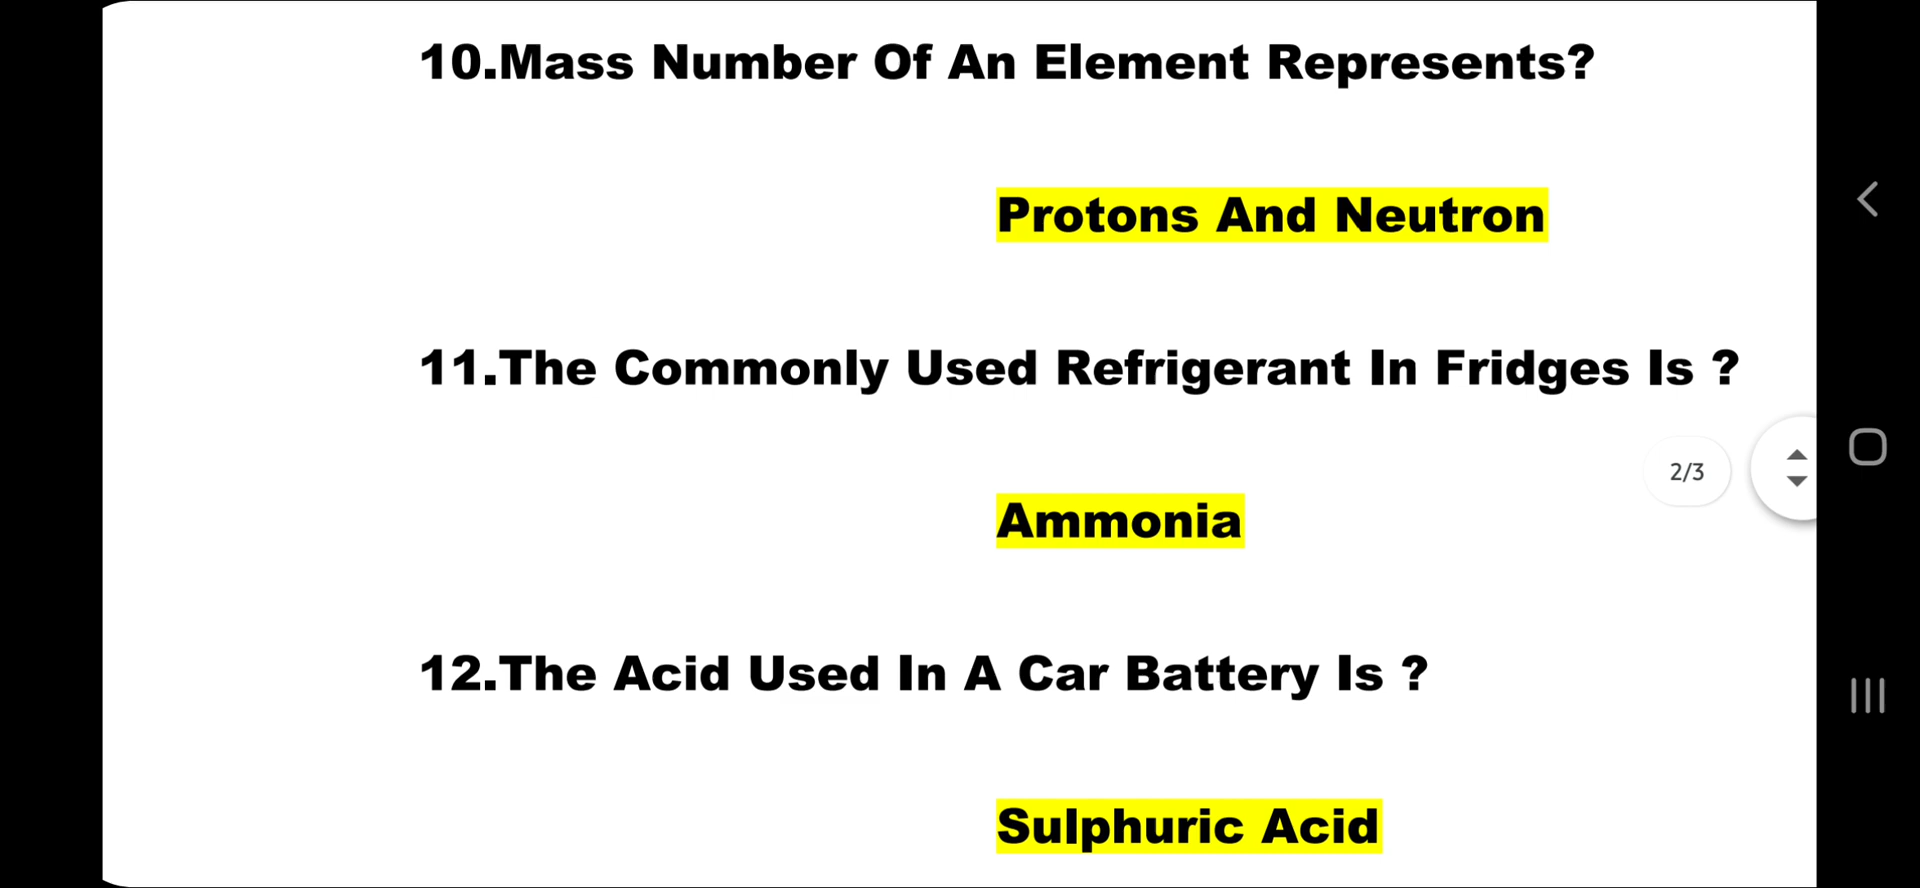 10.Mass Number Of An Element Represents?
Protons And Neutron
11.The Commonly Used Refrigerant In Fridges Is ?
2/3
Ammonia
12.The Acid Used In A Car Battery Is ?
Sulphuric Acid